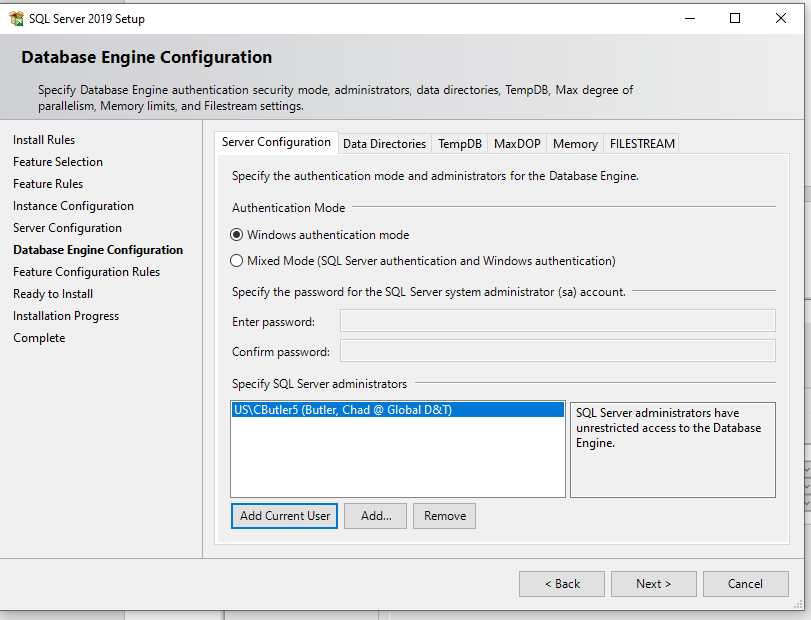 SQL Server 2019 Setup
Database Engine Configuration
Specify Database Engine authentication security mode, administrators, data directories, TempDB, Max degree of
parallelism, Memory limits, and Filestream settings.
Install Rules
Feature Selection
Feature Rules
Instance Configuration
Server Configuration
Database Engine Configuration
Feature Configuration Rules
Ready to Install
Installation Progress
Complete
Server Configuration Data Directories TempDB MaxDOP Memory FILESTREAM
Specify the authentication mode and administrators for the Database Engine.
Authentication Mode
Windows authentication mode
Mixed Mode (SQL Server authentication and Windows authentication)
Specify the password for the SQL Server system administrator (sa) account.
Enter password:
Confirm password:
Specify SQL Server administrators
US\CButler5 (Butler, Chad @ Global D&T)
SQL Server administrators have
unrestricted access to the Database
Engine.
Add Current User Add... Remove
< Back Next > Cancel